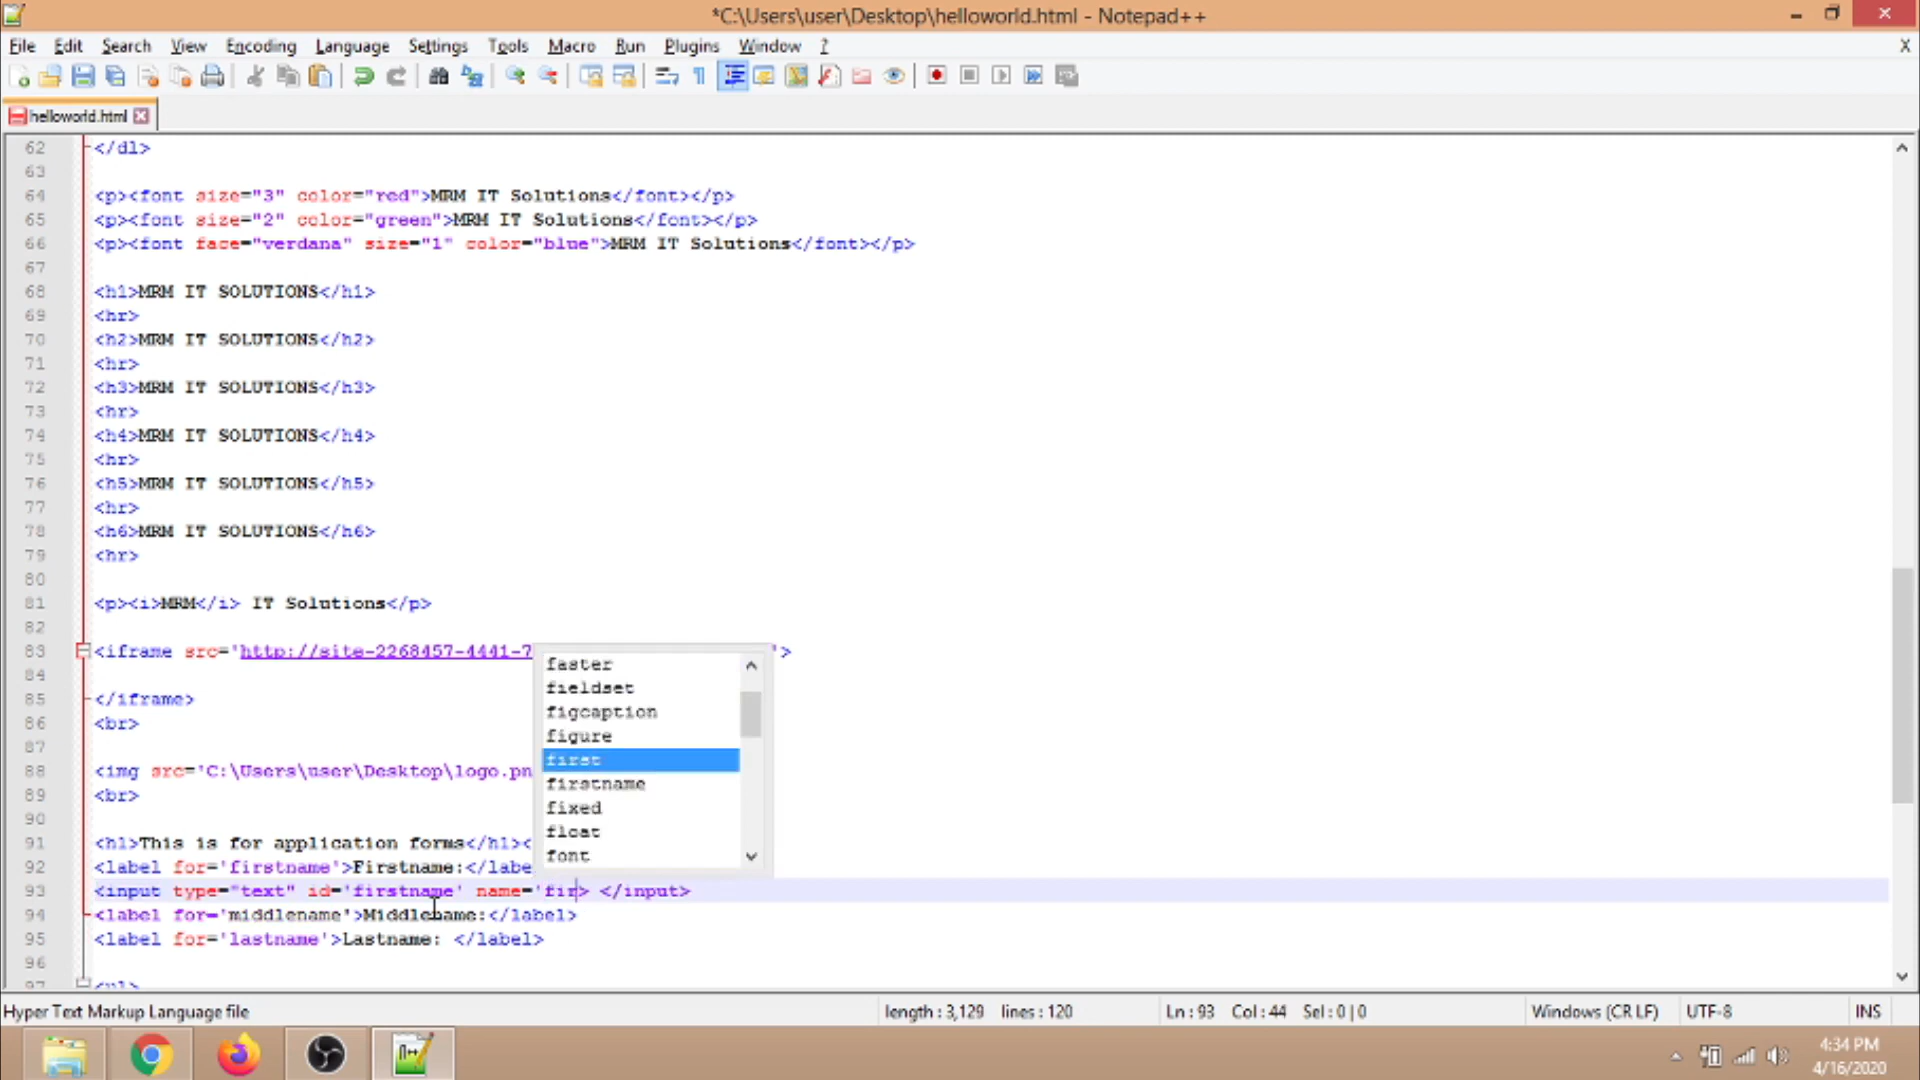 *C:\Users\user\Desktop\helloworld.html - Notepad++
File Edit Search View Encoding Language Settings Tools Macro Run Plugins Window ? X
helloworld.html
62 </dl>
63
64 <p><font size="3" color="red">MRM IT Solutions</font></p>
65 <p><font size="2" color="green">MRM IT Solutions</font></p>
66 <p><font face="verdana" size="1" color="blue">MRM IT Solutions</font></p>
67
68 <h1>MRM IT SOLUTIONS</h1>
69 <hr>
70 <h2>MRM IT SOLUTIONS</h2>
71 <hr>
72 <h3>MRM IT SOLUTIONS</h3>
73 <hr>
74 <h4>MRM IT SOLUTIONS</h4>
75 <hr>
76 <h5>MRM IT SOLUTIONS</h5>
77 <hr>
78 <h6>MRM IT SOLUTIONS</h6>
79 <hr>
80
81 <p><i>MRM</i> IT Solutions</p>
82
83 <iframe src='http://site-2268457-4441-7 '>
84
85 </iframe>
86 <br>
87
88 <img src='C:\Users\user\Desktop\logo.pn
89 <br>
90
91 <h1>This is for application forms</h1><
92 <label for='firstname'>Firstname:</labe
93 <input type="text" id='firstname' name='fir> </input>
94 <label for='middlename'>Middlename:</label>
95 <label for='lastname'>Lastname: </label>
96
97
faster
fieldset
figcaption
figure
first
firstname
fixed
float
font
Hyper Text Markup Language file length : 3,129 lines : 120 Ln : 93 Col : 44 Sel : 0 | 0 Windows (CR LF) UTF-8 INS
4:34 PM
4/16/2020